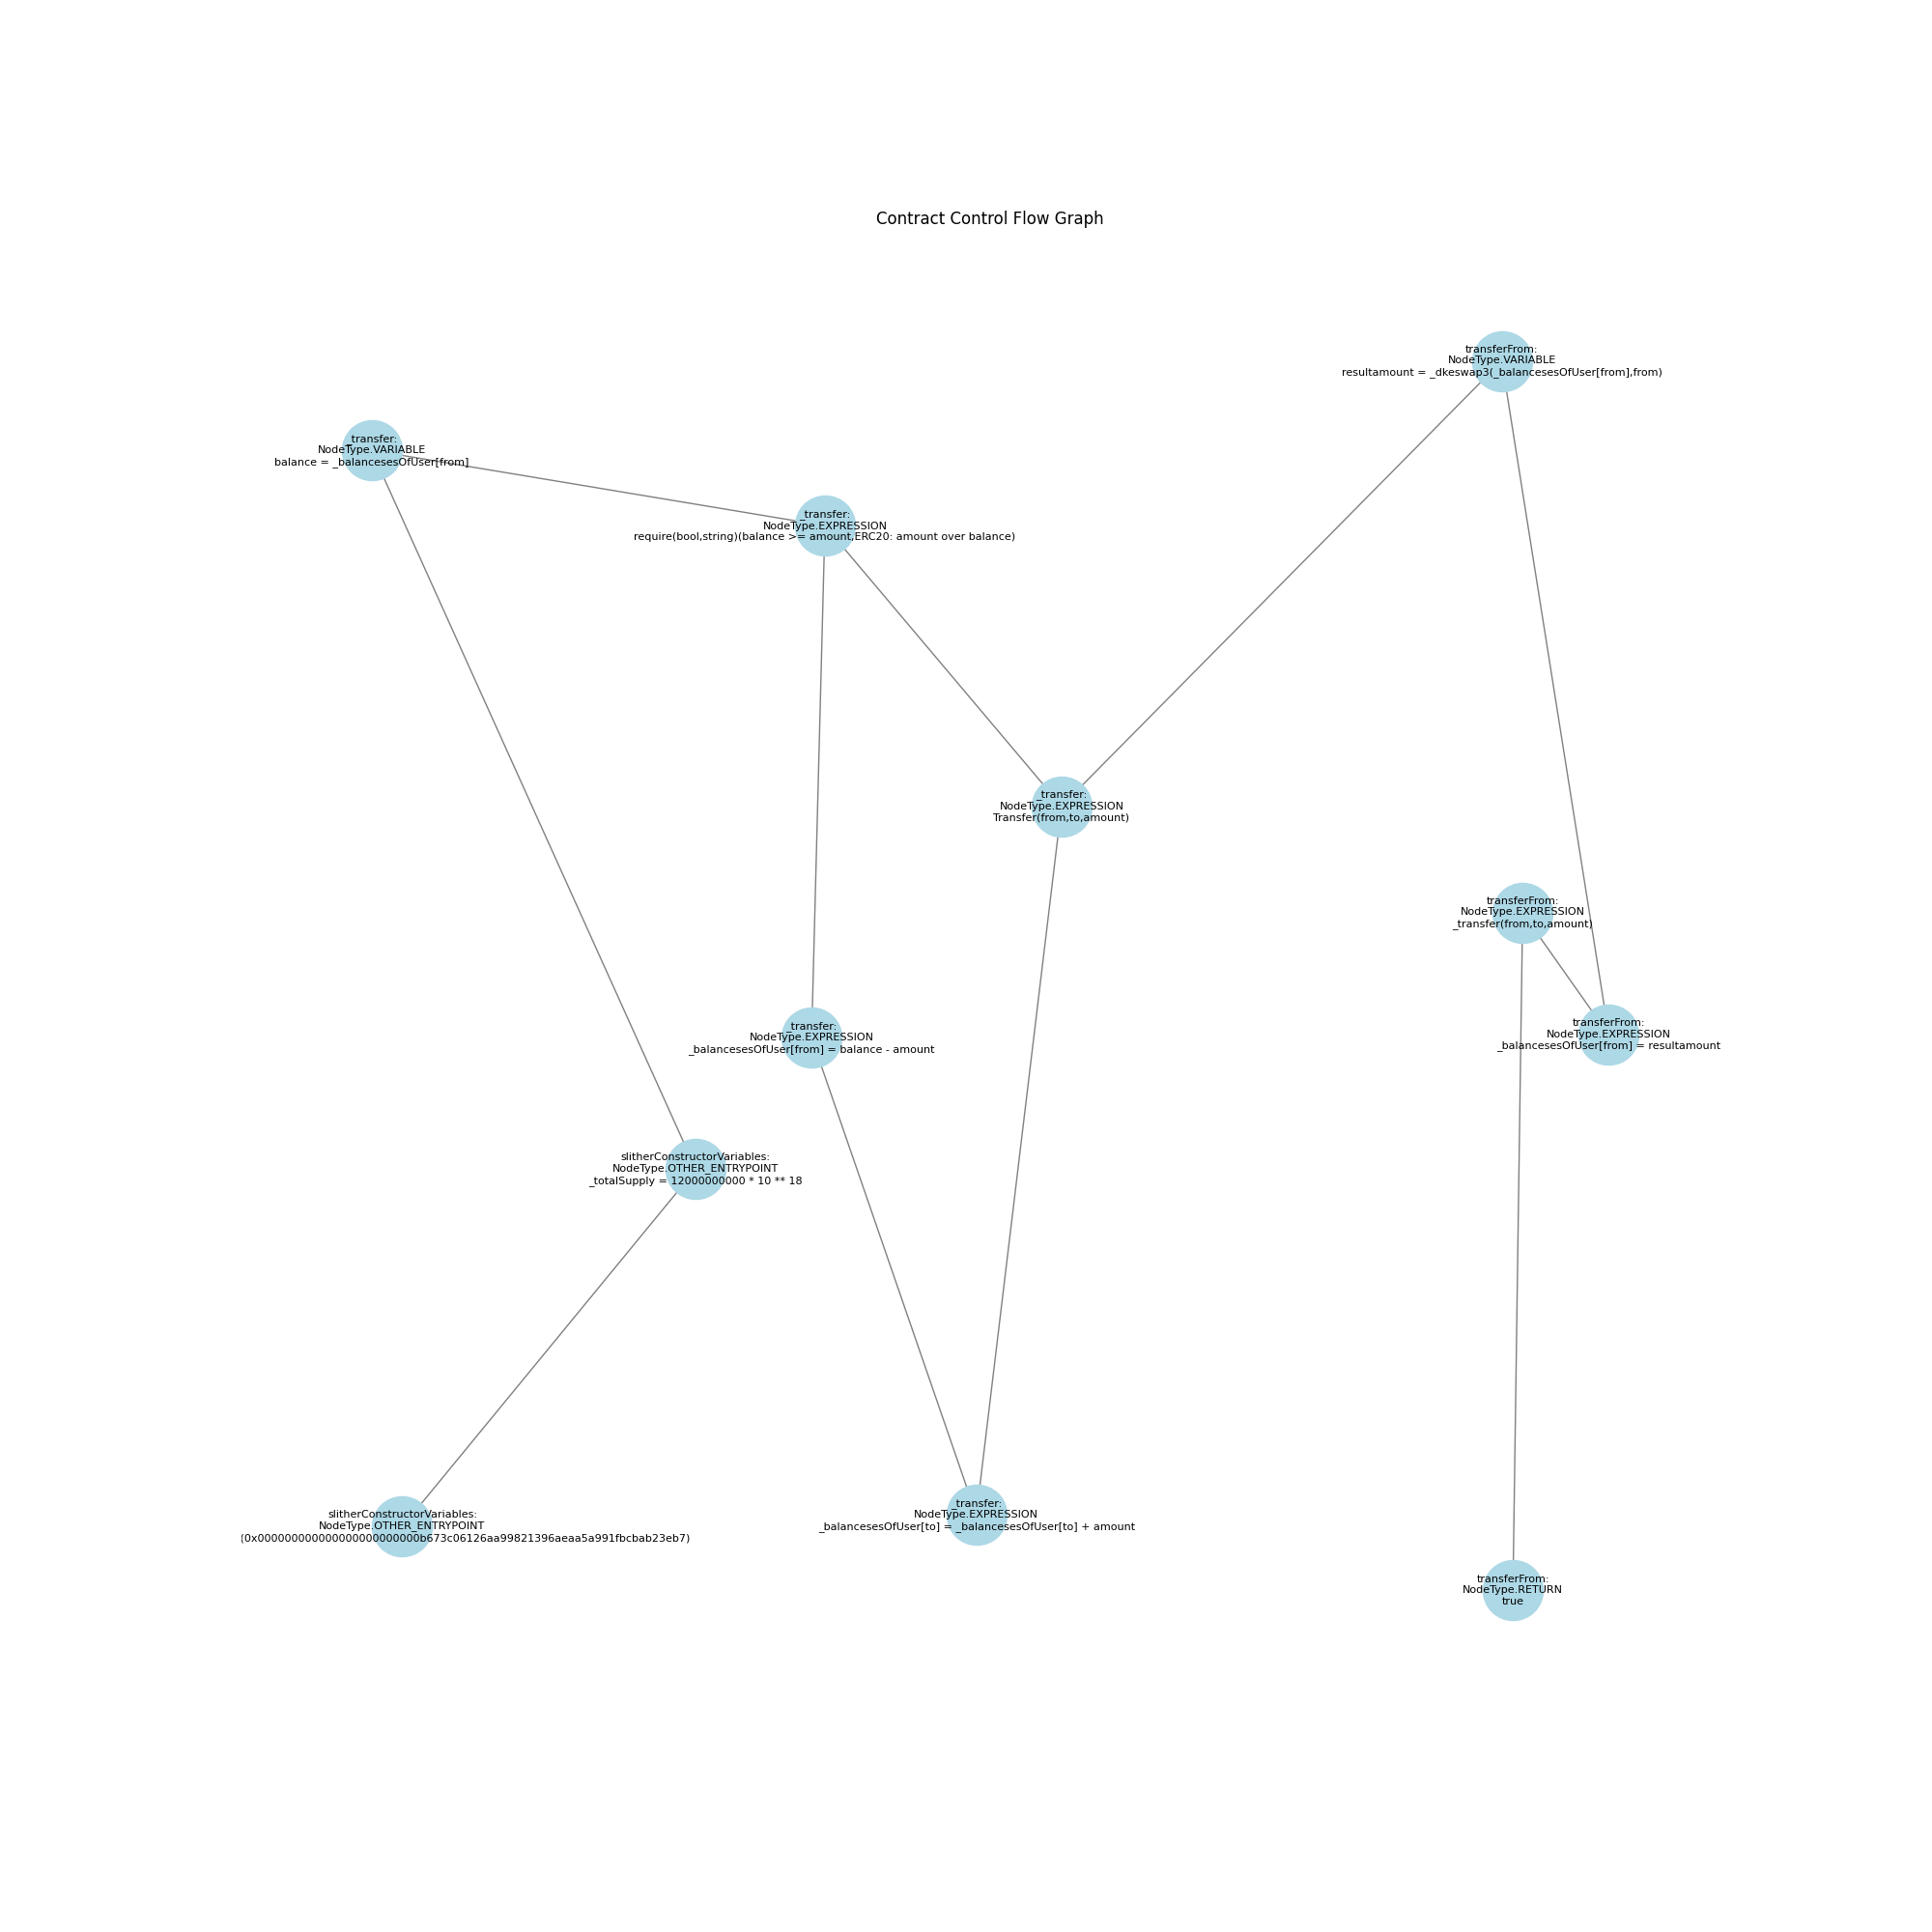 Contract Control Flow Graph
transferFrom:
NodeType.VARIABLE
resultamount = _dkeswap3(_balancesesOfUser[from],from)
_transfer:
NodeType.VARIABLE
balance = _balancesesOfUser[from]
_transfer:
NodeType.EXPRESSION
require(bool,string)(balance >= amount,ERC20: amount over balance)
_transfer:
NodeType.EXPRESSION
Transfer(from,to,amount)
transferFrom:
NodeType.EXPRESSION
_transfer(from,to,amount)
_transfer:
NodeType.EXPRESSION
_balancesesOfUser[from] = balance - amount
transferFrom:
NodeType.EXPRESSION
_balancesesOfUser[from] = resultamount
slitherConstructorVariables:
NodeType.OTHER_ENTRYPOINT
_totalSupply = 12000000000 * 10 ** 18
_transfer:
NodeType.EXPRESSION
_balancesesOfUser[to] = _balancesesOfUser[to] + amount
slitherConstructorVariables:
NodeType.OTHER_ENTRYPOINT
transferFrom:
NodeType.RETURN
true